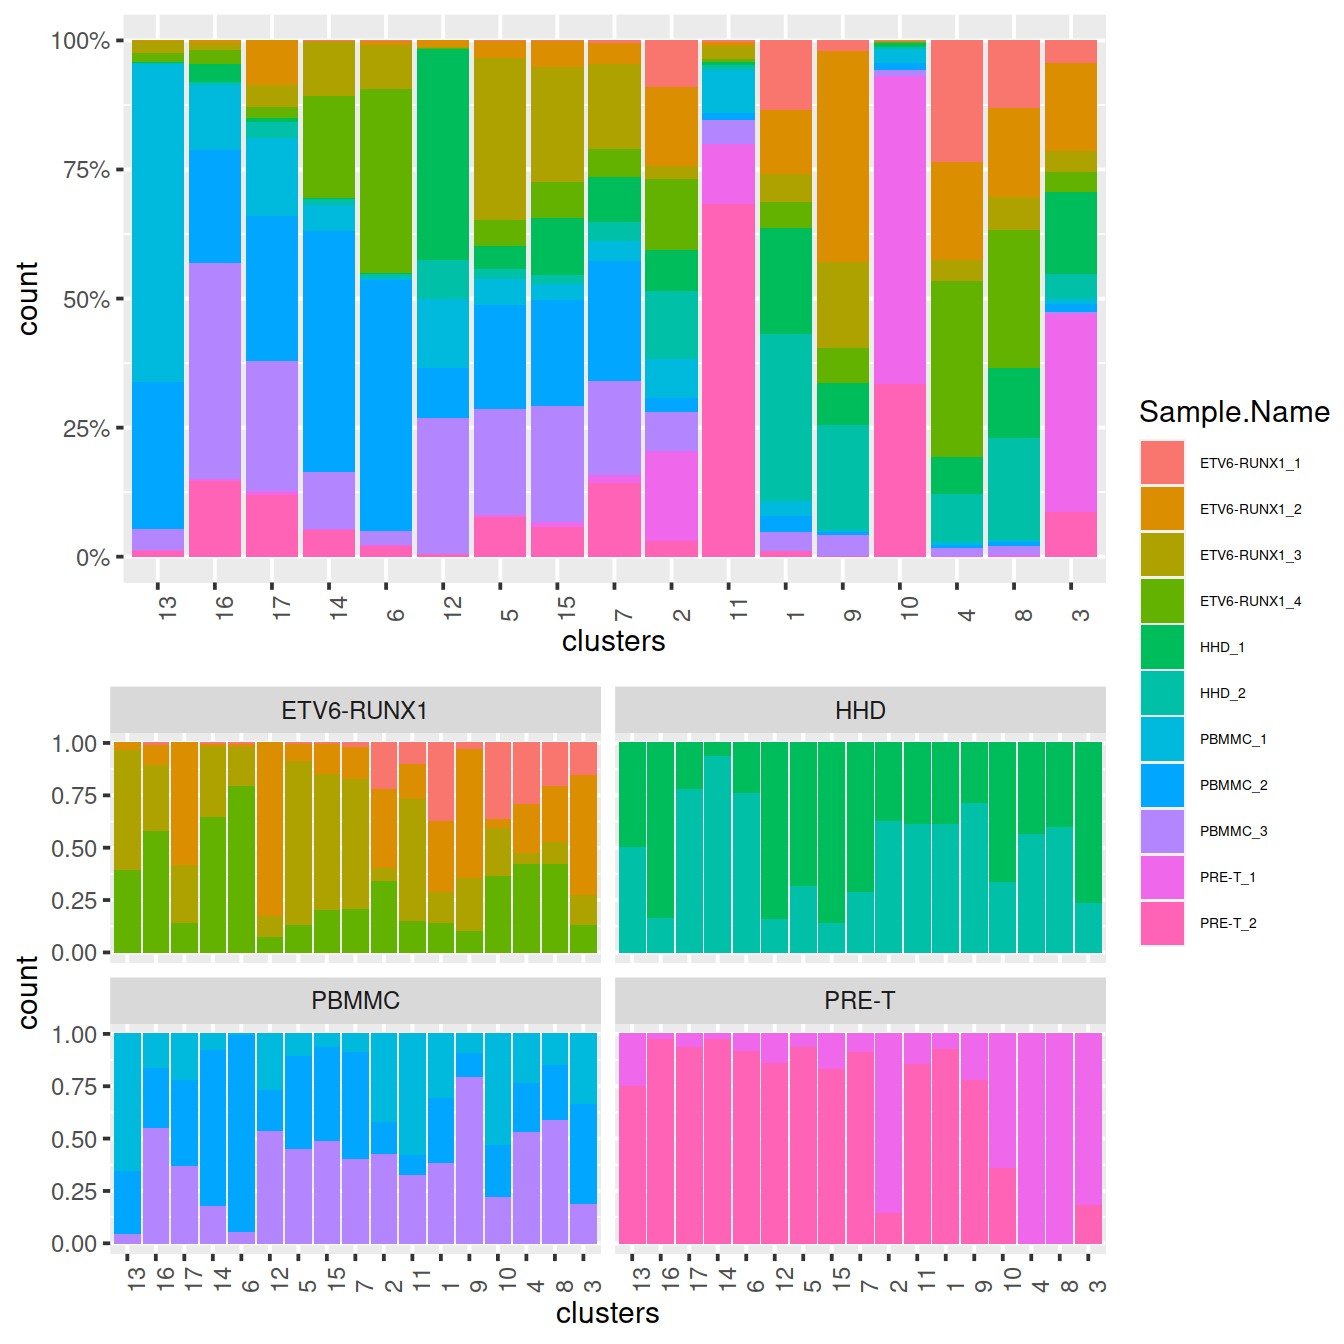 100%
75%
50%
25%
0%
count
13 16 17 14 6 12 5 15 7 2 11 1 9 10 4 8 3
clusters
Sample.Name
ETV6-RUNX1_1
ETV6-RUNX1_2
ETV6-RUNX1_3
ETV6-RUNX1_4
HHD_1
HHD_2
PBMMC_1
PBMMC_2
PBMMC_3
PRE-T_1
PRE-T_2
ETV6-RUNX1 HHD
1.00
0.75
0.50
0.25
0.00
count
PBMMC PRE-T
1.00
0.75
0.50
0.25
0.00
13 16 17 14 6 12 5 15 7 2 11 1 9 10 4 8 3 13 16 17 14 6 12 5 15 7 2 11 1 9 10 4 8 3
clusters